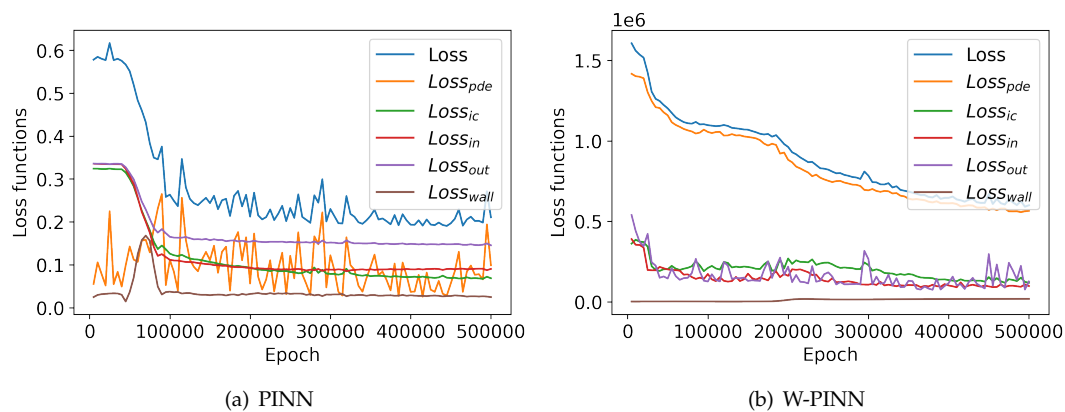 Loss functions
0.6
0.5
0.4
0.3
0.2
0.1
0.0
0 100000 200000 300000 400000 500000
Epoch
Loss
Loss_pde
Loss_ic
Loss_in
Loss_out
Loss_wall
(a) PINN
1e6
Loss functions
1.5
1.0
0.5
0.0
0 100000 200000 300000 400000 500000
Epoch
Loss
Loss_pde
Loss_ic
Loss_in
Loss_out
Loss_wall
(b) W-PINN